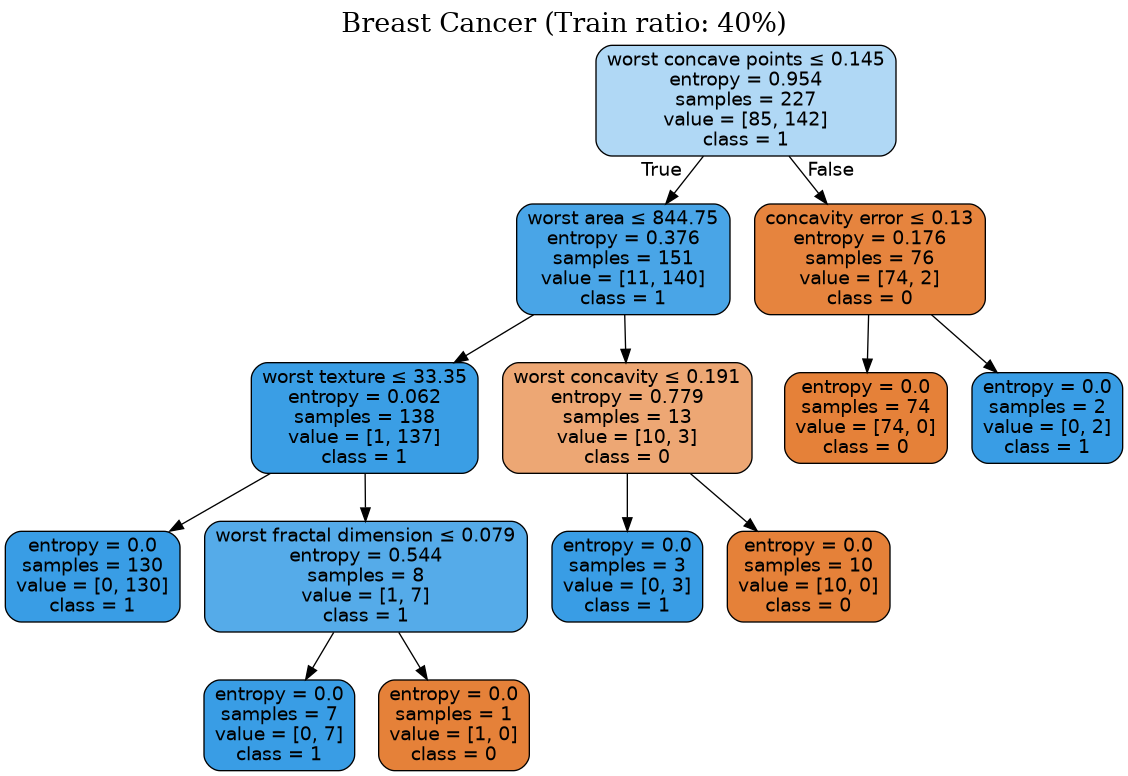 Breast Cancer (Train ratio: 40%)
worst concave points ≤ 0.145
entropy = 0.954
samples = 227
value = [85, 142]
class = 1
True
False
worst area ≤ 844.75
entropy = 0.376
samples = 151
value = [11, 140]
class = 1
concavity error ≤ 0.13
entropy = 0.176
samples = 76
value = [74, 2]
class = 0
worst texture ≤ 33.35
entropy = 0.062
samples = 138
value = [1, 137]
class = 1
worst concavity ≤ 0.191
entropy = 0.779
samples = 13
value = [10, 3]
class = 0
entropy = 0.0
samples = 74
value = [74, 0]
class = 0
entropy = 0.0
samples = 2
value = [0, 2]
class = 1
entropy = 0.0
samples = 130
value = [0, 130]
class = 1
worst fractal dimension ≤ 0.079
entropy = 0.544
samples = 8
value = [1, 7]
class = 1
entropy = 0.0
samples = 3
value = [0, 3]
class = 1
entropy = 0.0
samples = 10
value = [10, 0]
class = 0
entropy = 0.0
samples = 7
value = [0, 7]
class = 1
entropy = 0.0
samples = 1
value = [1, 0]
class = 0